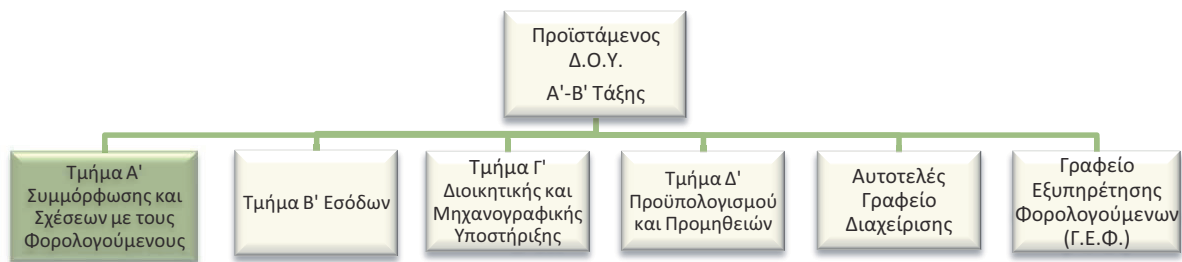 Προϊστάμενος
Δ.Ο.Υ.
Α'-Β' Τάξης
Τμήμα Α'
Συμμόρφωσης και
Σχέσεων με τους
Φορολογούμενους
Τμήμα Β' Εσόδων
Τμήμα Γ'
Διοικητικής και
Μηχανογραφικής
Υποστήριξης
Τμήμα Δ'
Προϋπολογισμού
και Προμηθειών
Αυτοτελές
Γραφείο
Διαχείρισης
Γραφείο
Εξυπηρέτησης
Φορολογούμενων
(Γ.Ε.Φ.)